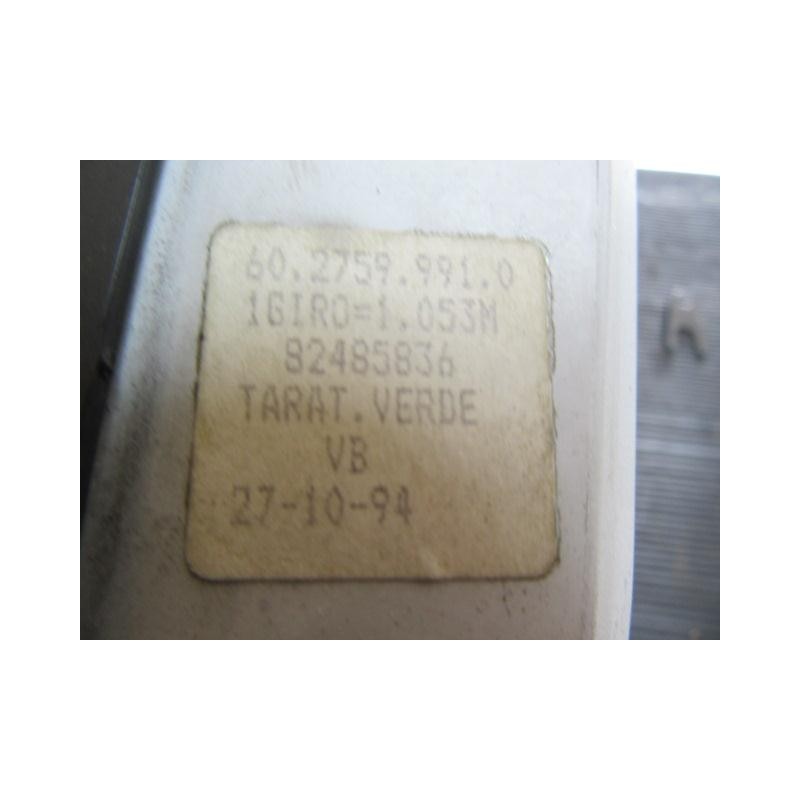 60.2759.991.0
1GIRO=1.053M
82485836
TARAT.VERDE
VB
27-10-94